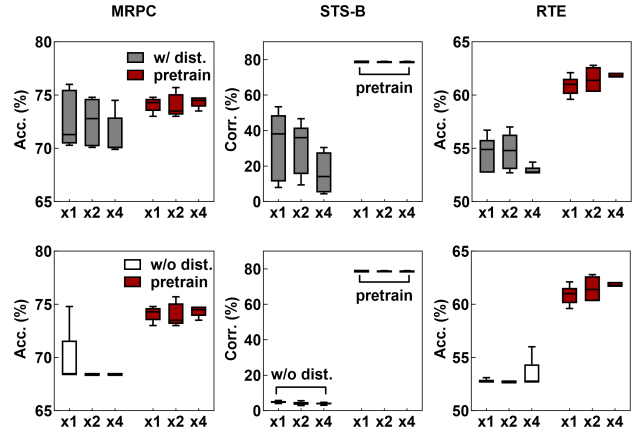 MRPC
STS-B
RTE
80
75
70
65
Acc. (%)
w/ dist.
pretrain
x1 x2 x4 x1 x2 x4
100
80
60
40
20
0
Corr. (%)
pretrain
x1 x2 x4 x1 x2 x4
65
60
55
50
Acc. (%)
x1 x2 x4 x1 x2 x4
80
75
70
65
Acc. (%)
w/o dist.
pretrain
x1 x2 x4 x1 x2 x4
100
80
60
40
20
0
Corr. (%)
pretrain
w/o dist.
x1 x2 x4 x1 x2 x4
65
60
55
50
Acc. (%)
x1 x2 x4 x1 x2 x4